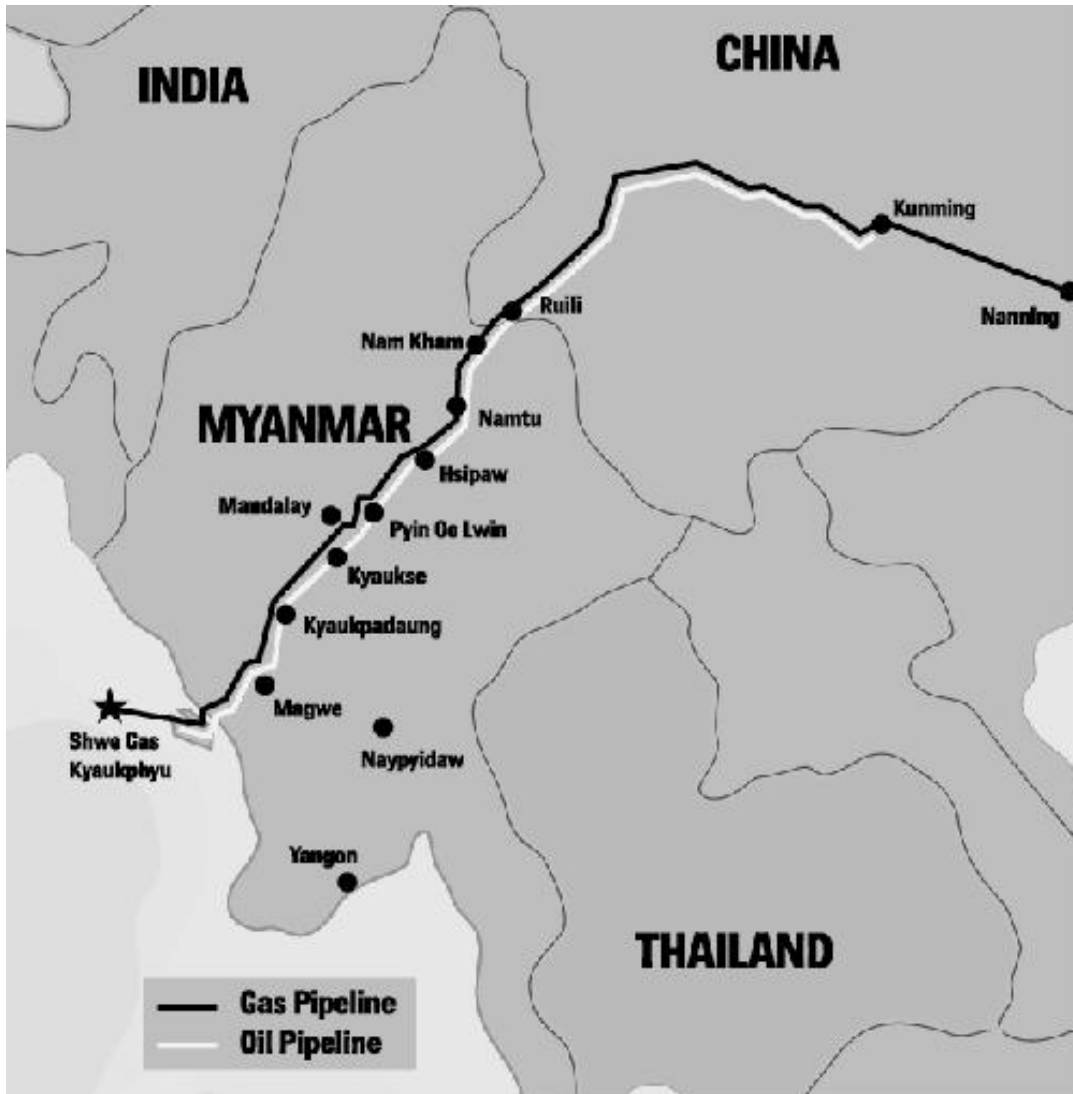 INDIA
CHINA
Kunming
Nanning
Ruili
Nam Kham
MYANMAR
Namtu
Hsipaw
Mandalay
Pyin Oo Lwin
Kyaukse
Kyaukpadaung
Magwe
Shwe Gas
Kyaukphyu
Naypyidaw
Yangon
THAILAND
Gas Pipeline
Oil Pipeline